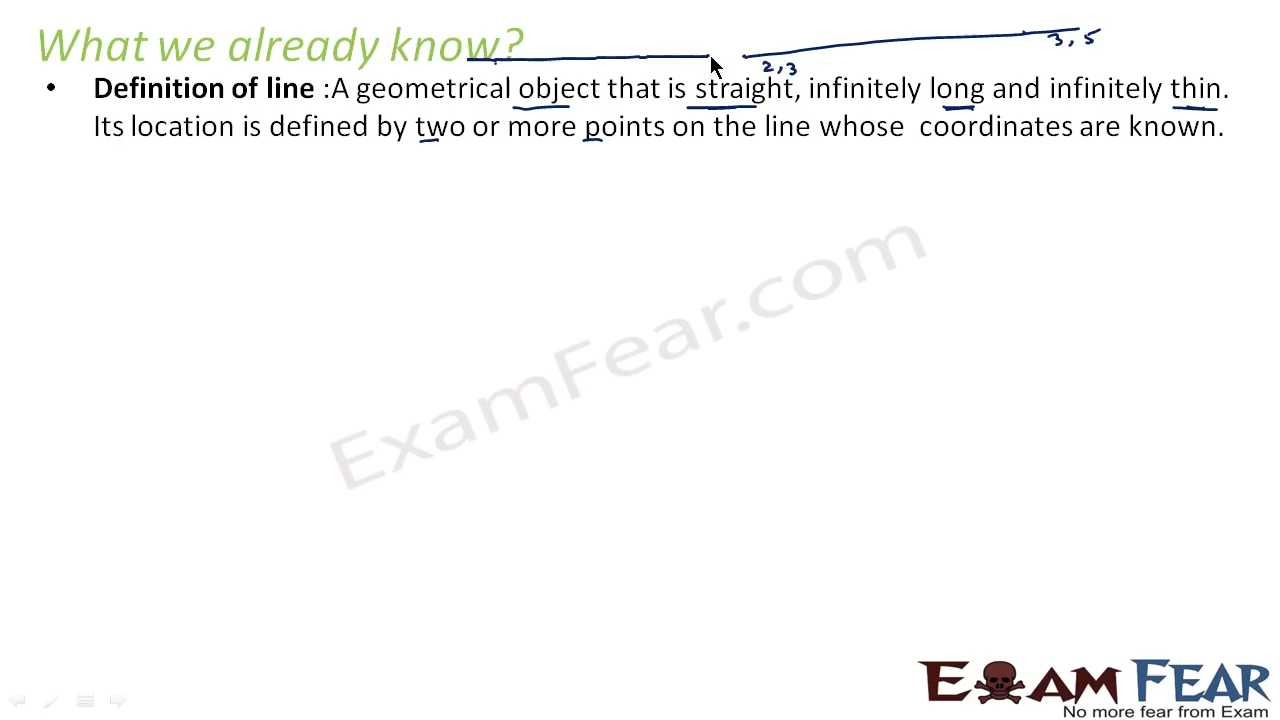 What we already know?
3, 5
2, 3
• Definition of line :A geometrical object that is straight, infinitely long and infinitely thin.
Its location is defined by two or more points on the line whose coordinates are known.
ExamFear.com
EXAM FEAR
No more fear from Exam